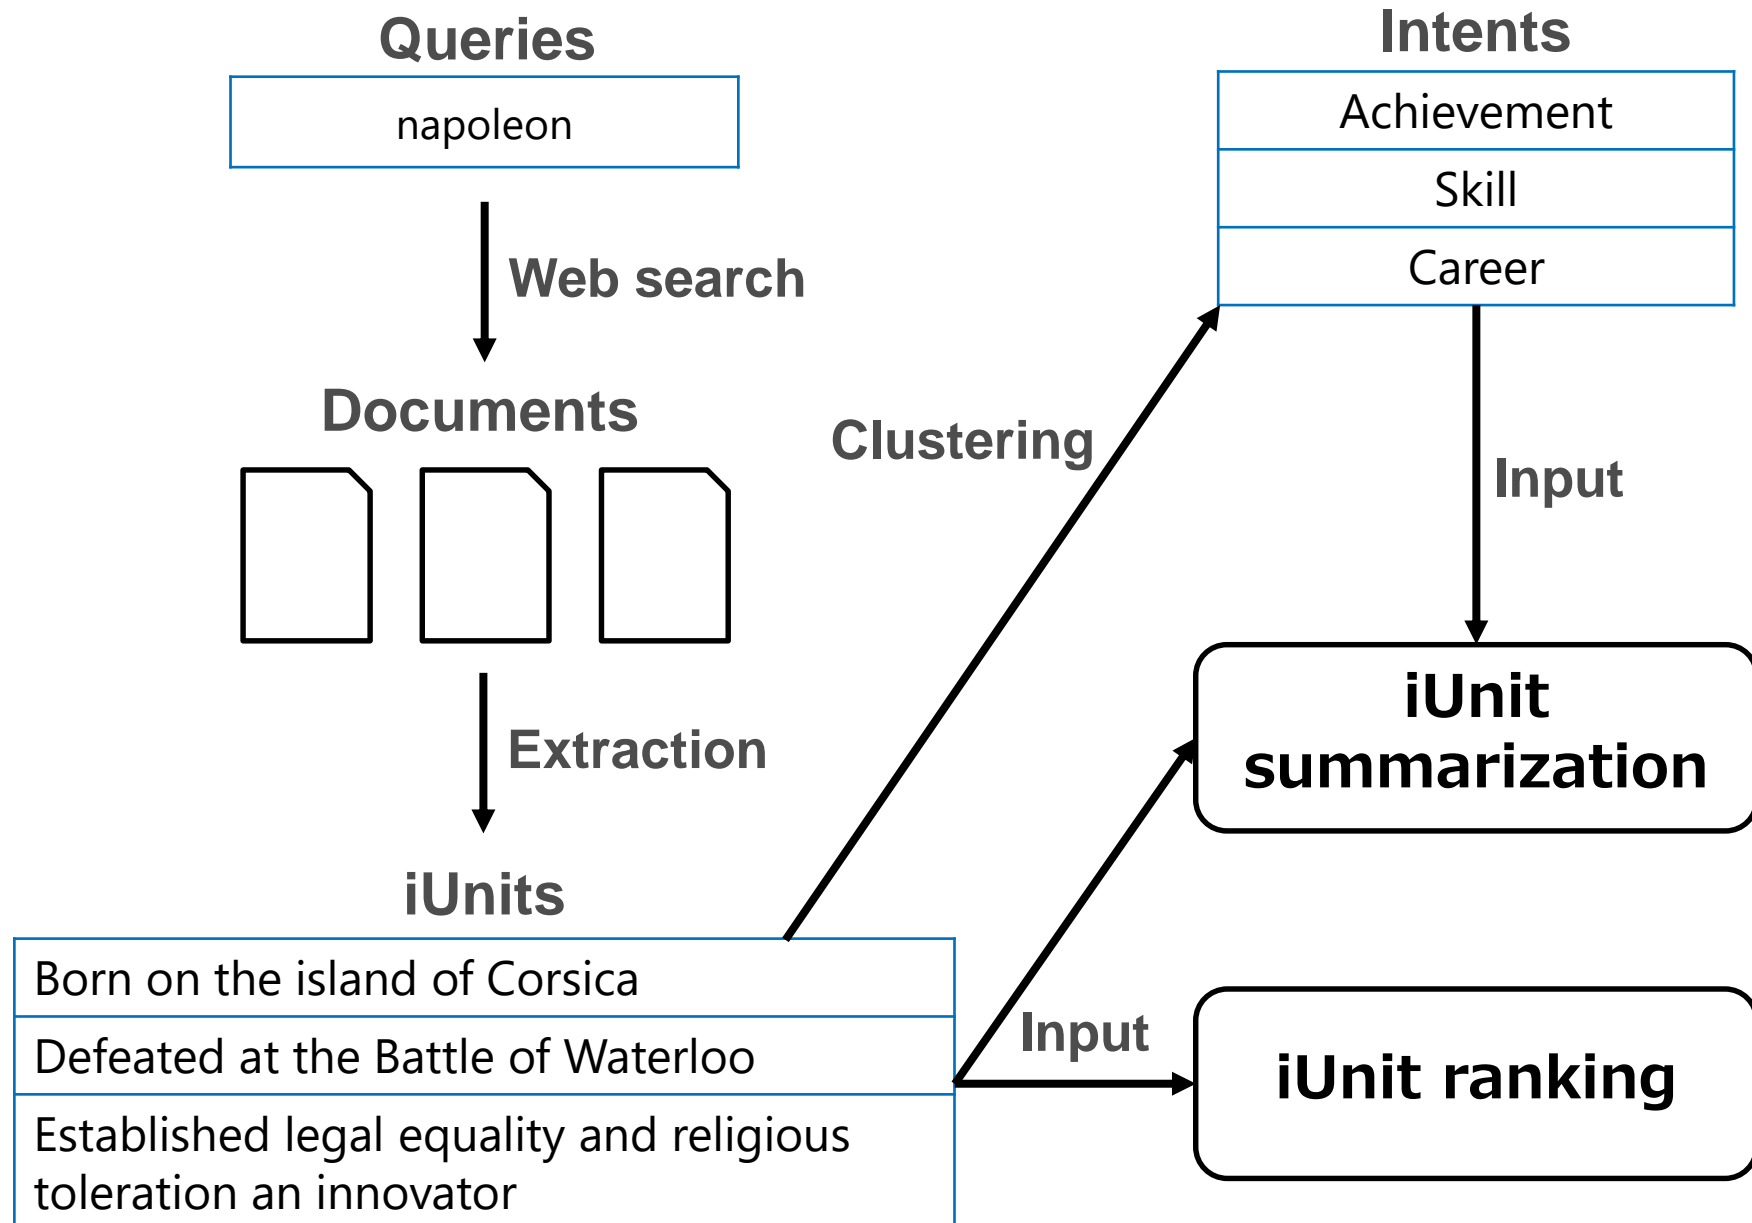 Queries
napoleon
Web search
Documents
Extraction
iUnits
Born on the island of Corsica
Defeated at the Battle of Waterloo
Established legal equality and religious
toleration an innovator
Clustering
Intents
Achievement
Skill
Career
Input
iUnit
summarization
Input
iUnit ranking